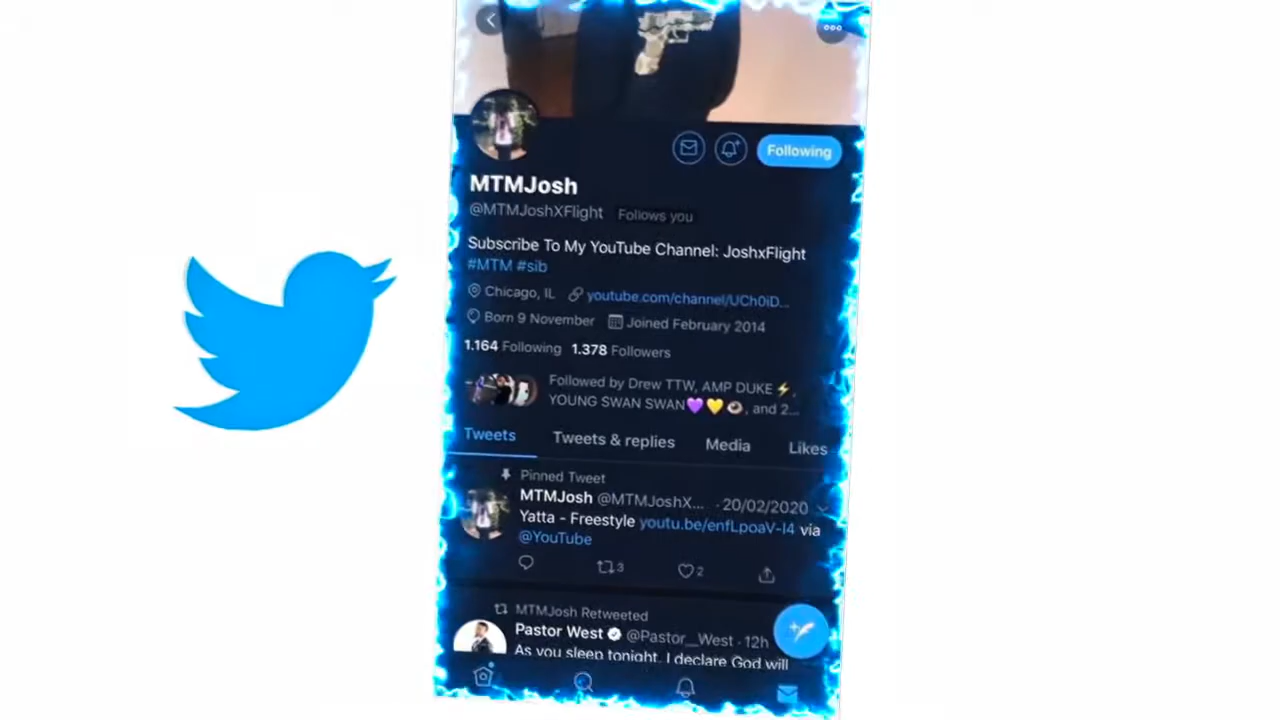 Following
MTMJosh
@MTMJoshXFlight Follows you
Subscribe To My YouTube Channel: JoshxFlight
#MTM #sib
Chicago, IL youtube.com/channel/UCh0iD...
Born 9 November Joined February 2014
1.164 Following 1.378 Followers
Followed by Drew TTW, AMP DUKE⚡,
YOUNG SWAN SWAN💜💛👁, and 2...
Tweets Tweets & replies Media Likes
Pinned Tweet
MTMJosh @MTMJoshX... · 20/02/2020
Yatta - Freestyle youtu.be/enfLpoaV-I4 via
@YouTube
3 2
MTMJosh Retweeted
Pastor West @Pastor__West · 12h
As you sleep tonight, I declare God will